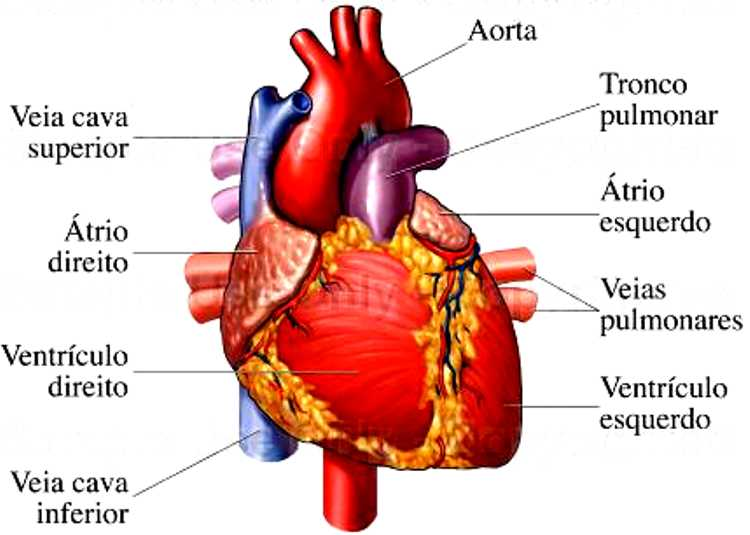 Aorta
Tronco
pulmonar
Veia cava
superior
Átrio
esquerdo
Átrio
direito
Veias
pulmonares
Ventrículo
direito
Ventrículo
esquerdo
Veia cava
inferior